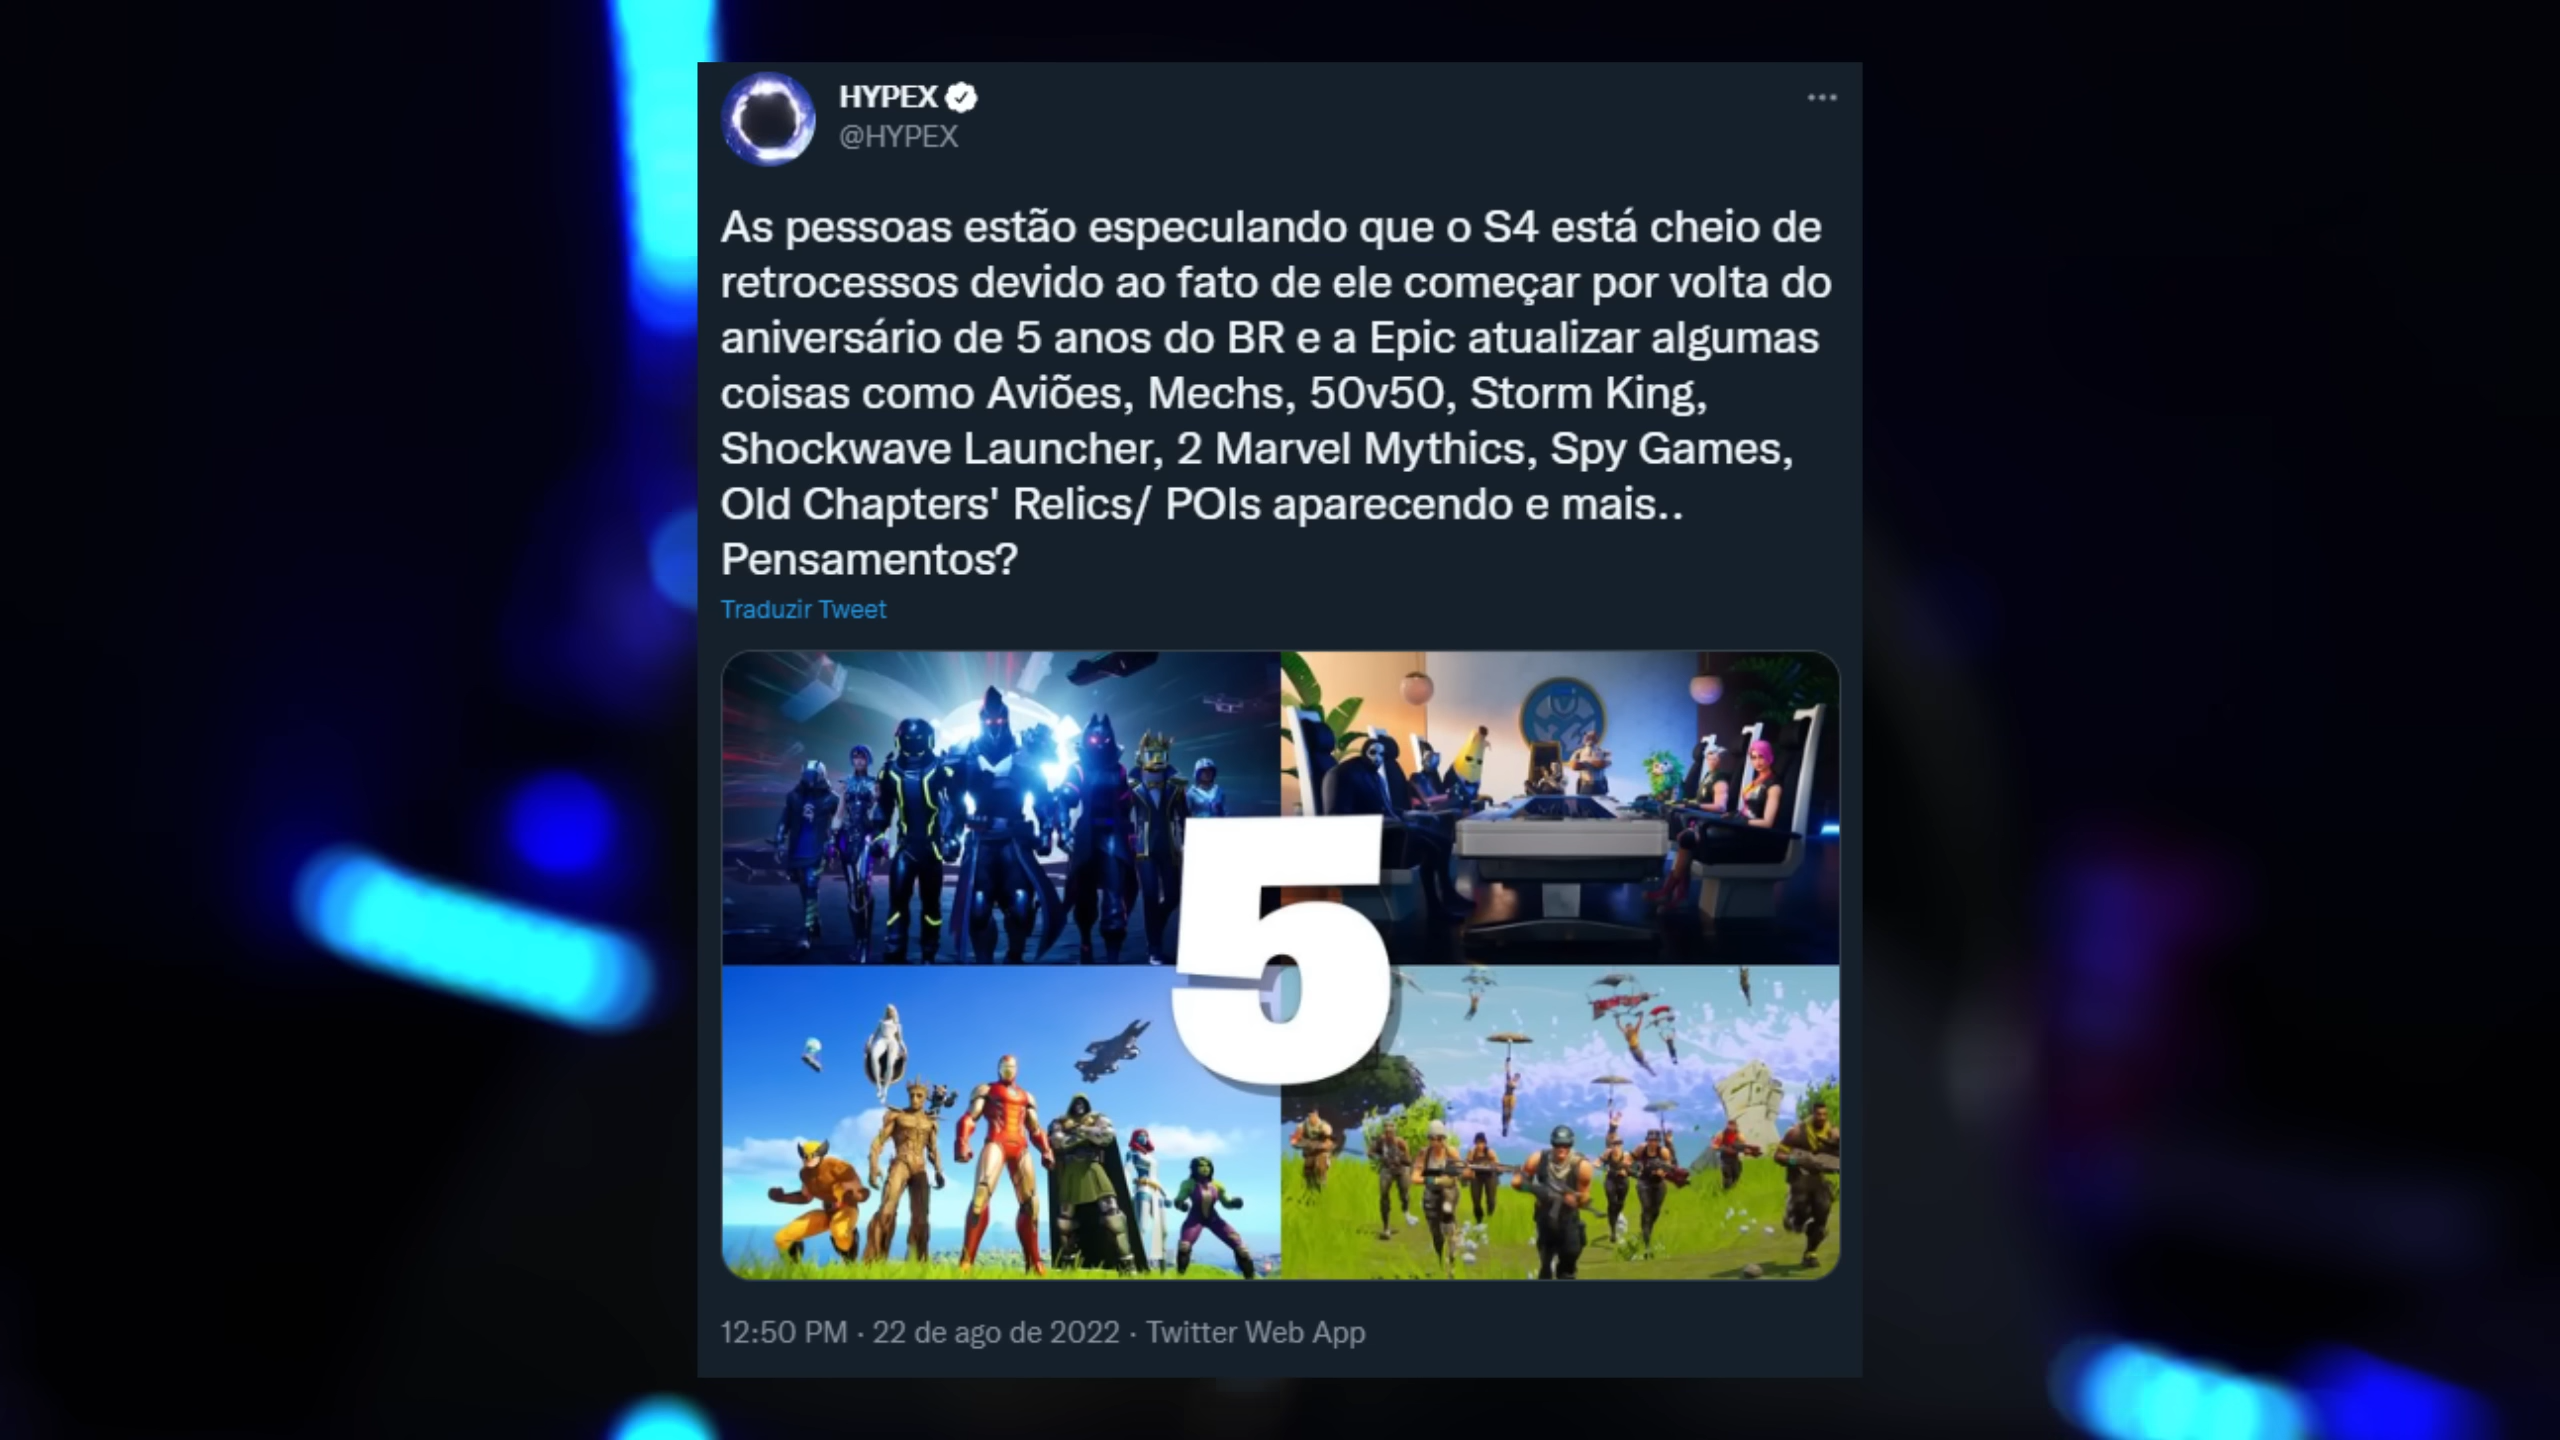 HYPEX
@HYPEX
As pessoas estão especulando que o S4 está cheio de
retrocessos devido ao fato de ele começar por volta do
aniversário de 5 anos do BR e a Epic atualizar algumas
coisas como Aviões, Mechs, 50v50, Storm King,
Shockwave Launcher, 2 Marvel Mythics, Spy Games,
Old Chapters' Relics/ POIs aparecendo e mais..
Pensamentos?
Traduzir Tweet
5
12:50 PM · 22 de ago de 2022 · Twitter Web App